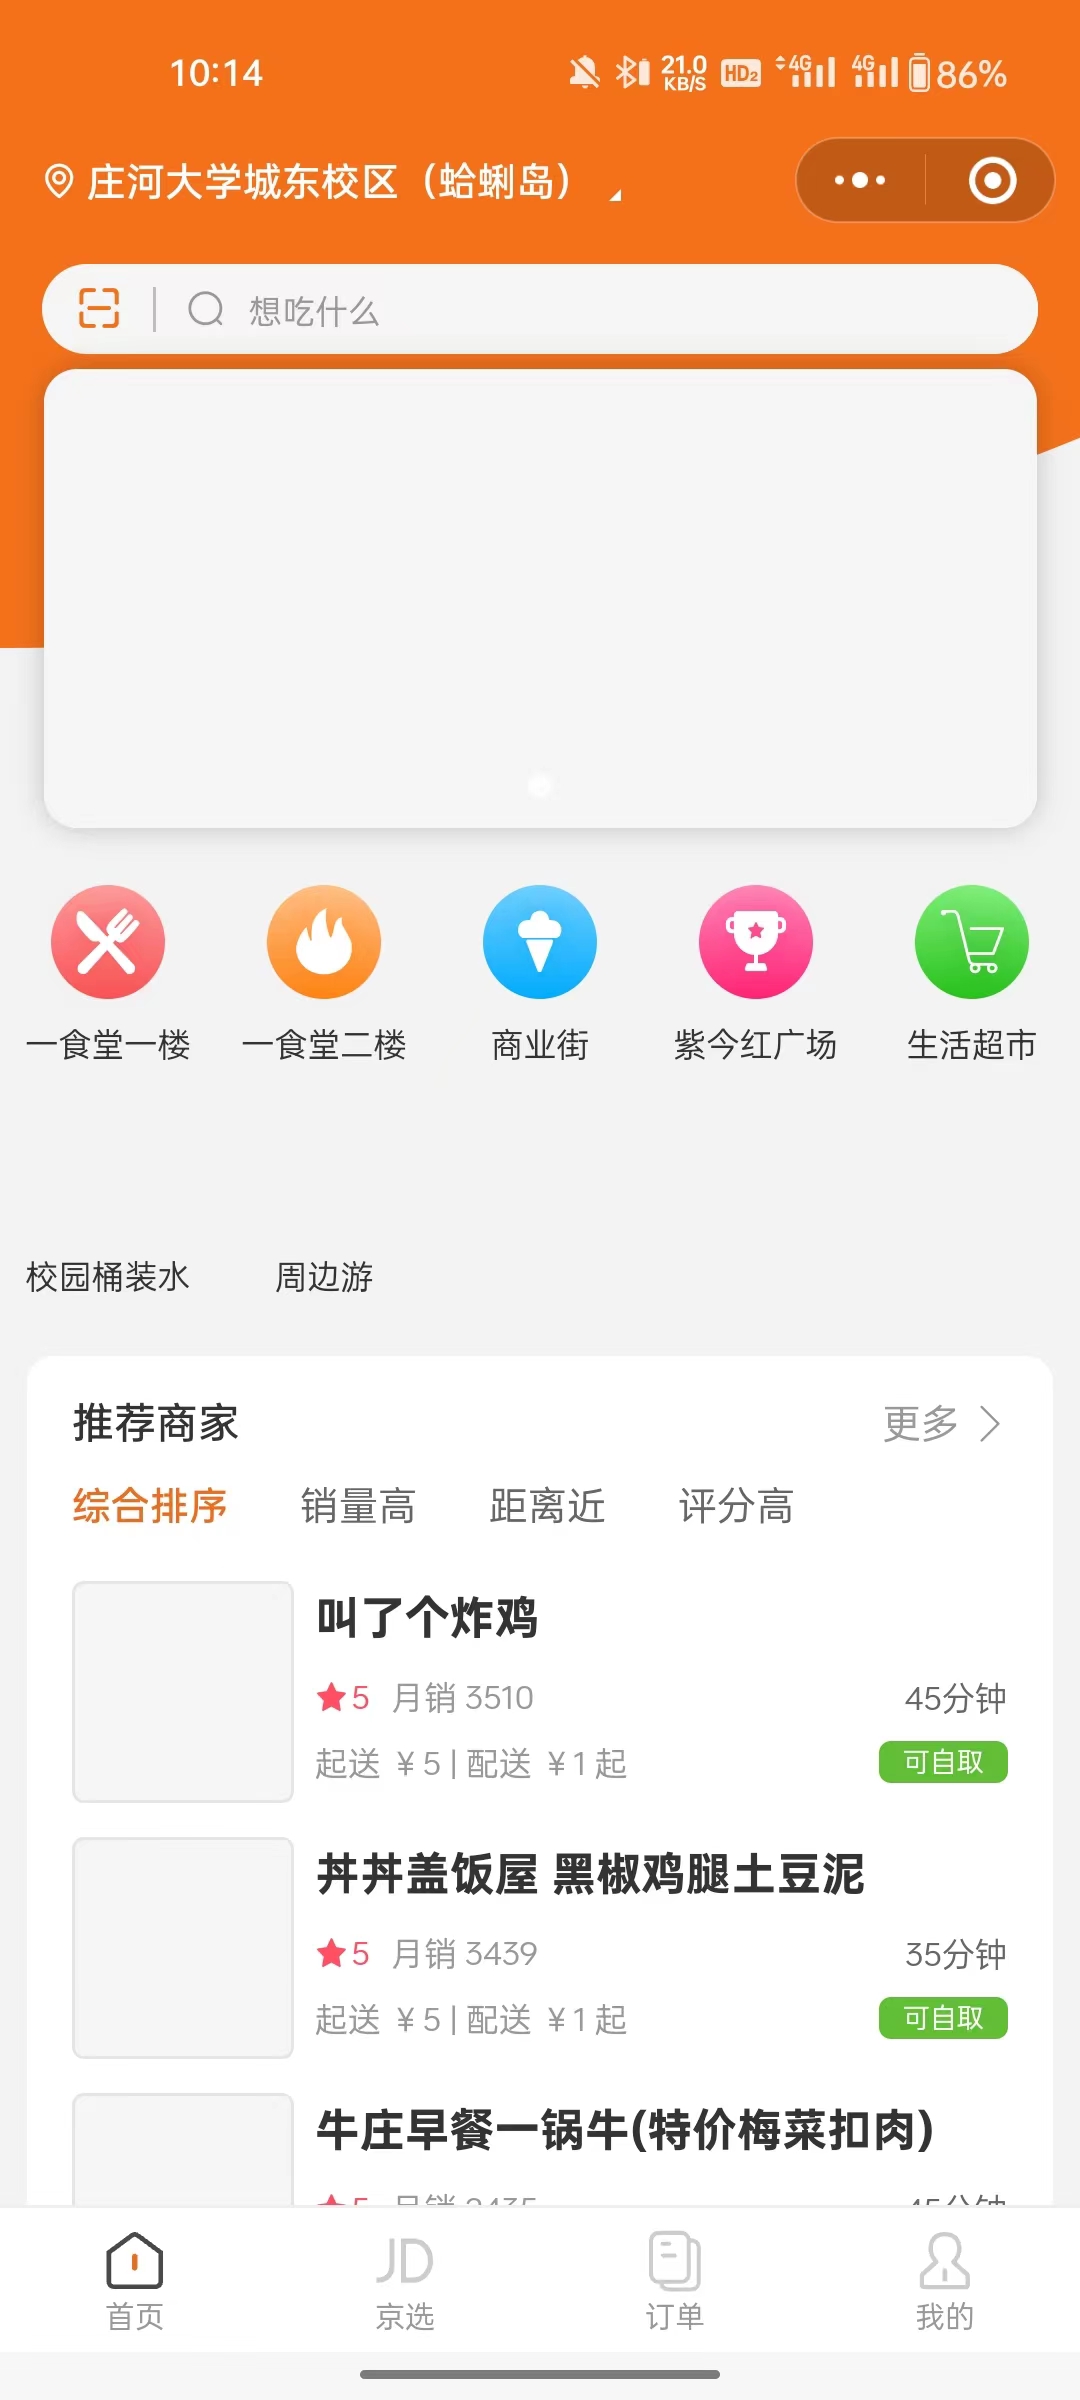 10:14
21.0 KB/S HD2 4G 4G 86%
庄河大学城东校区（蛤蜊岛）
想吃什么
一食堂一楼 一食堂二楼 商业街 紫今红广场 生活超市
校园桶装水 周边游
推荐商家 更多
综合排序 销量高 距离近 评分高
叫了个炸鸡
5 月销 3510 45分钟
起送 ￥5 | 配送 ￥1 起 可自取
丼丼盖饭屋 黑椒鸡腿土豆泥
5 月销 3439 35分钟
起送 ￥5 | 配送 ￥1 起 可自取
牛庄早餐一锅牛(特价梅菜扣肉)
JD
首页 京选 订单 我的